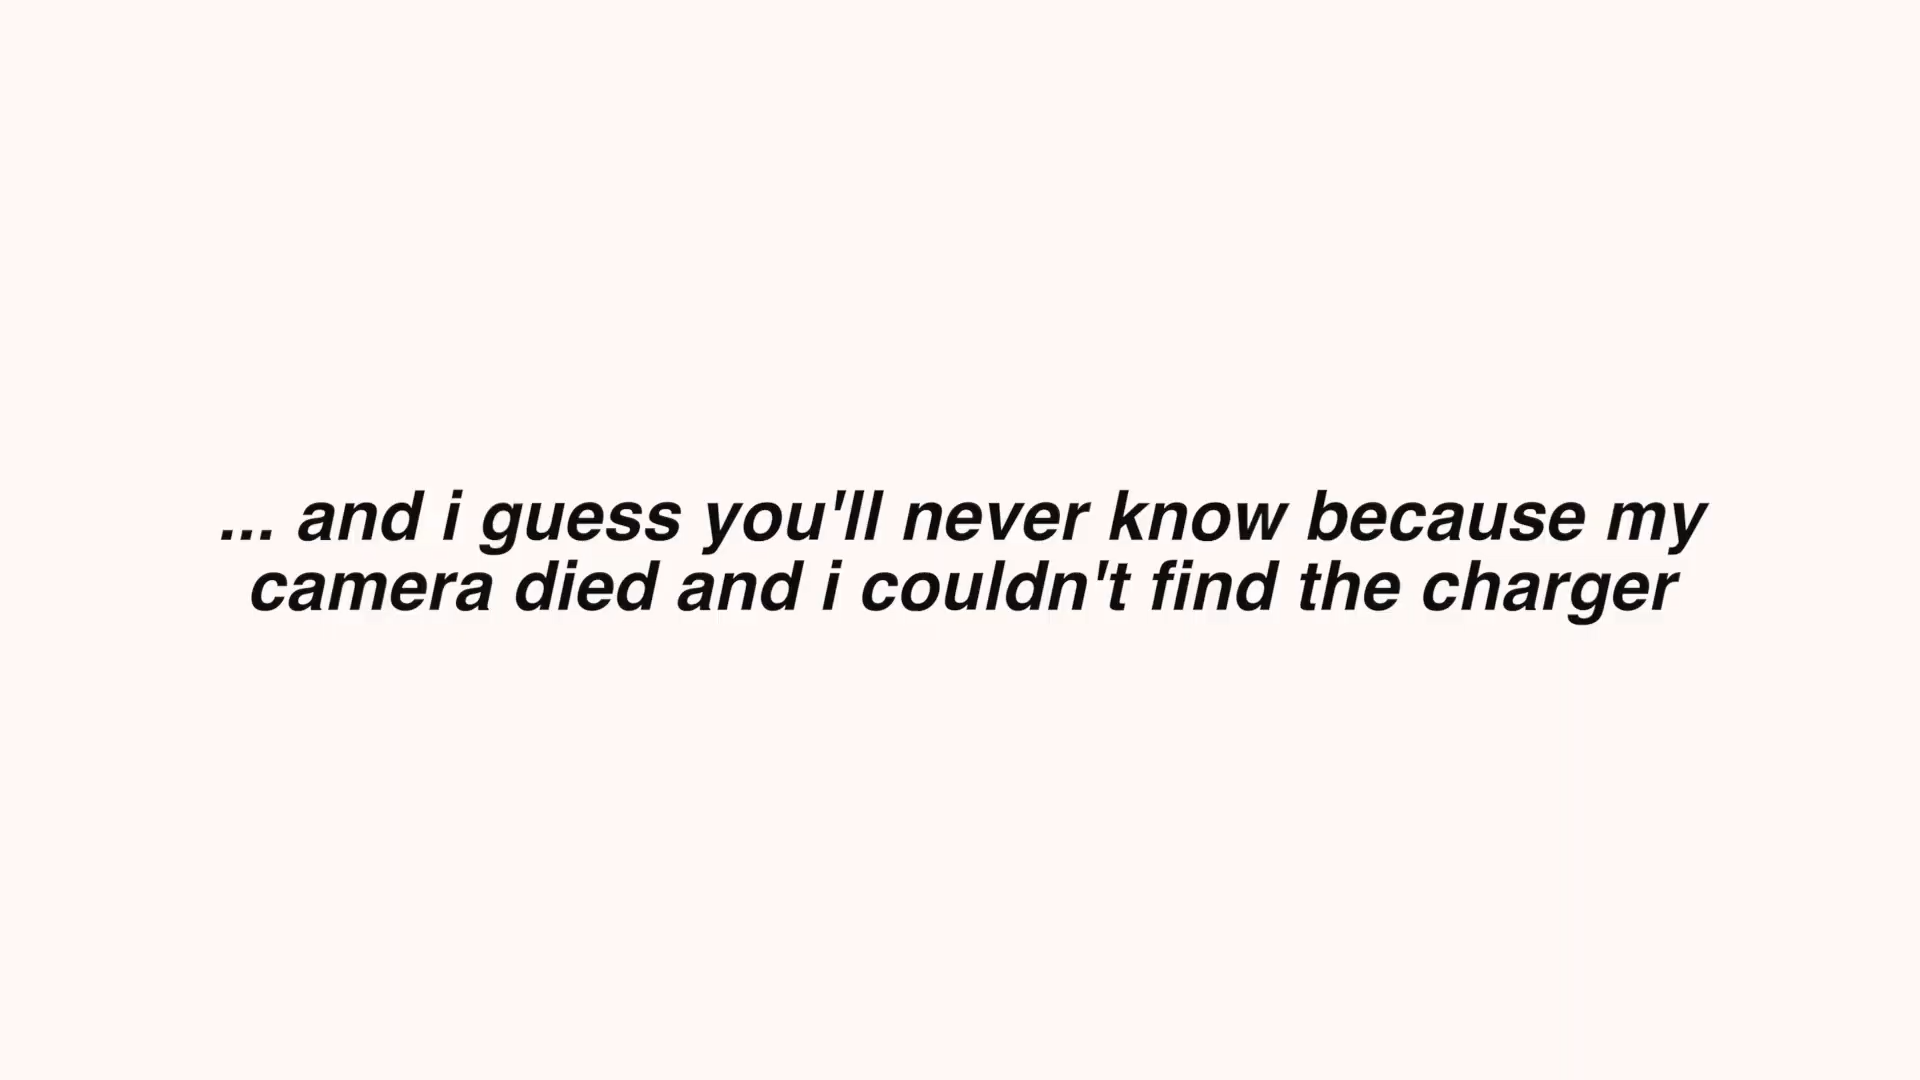 ... and i guess you'll never know because my
camera died and i couldn't find the charger